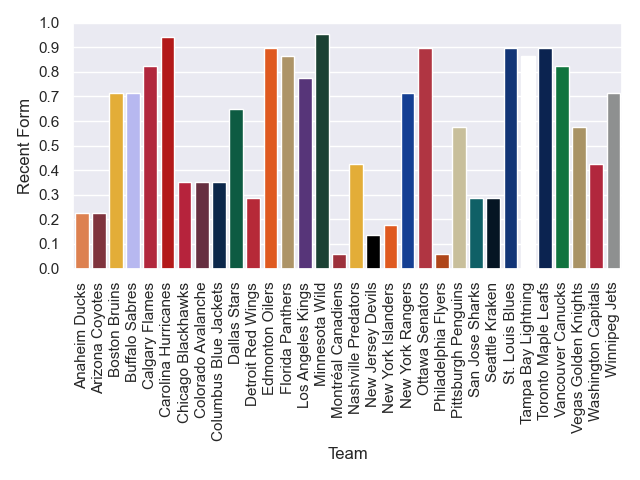 1.0
0.9
0.8
0.7
0.6
0.5
0.4
0.3
0.2
0.1
0.0
Recent Form
Anaheim Ducks
Arizona Coyotes
Boston Bruins
Buffalo Sabres
Calgary Flames
Carolina Hurricanes
Chicago Blackhawks
Colorado Avalanche
Columbus Blue Jackets
Dallas Stars
Detroit Red Wings
Edmonton Oilers
Florida Panthers
Los Angeles Kings
Minnesota Wild
Montréal Canadiens
Nashville Predators
New Jersey Devils
New York Islanders
New York Rangers
Ottawa Senators
Philadelphia Flyers
Pittsburgh Penguins
San Jose Sharks
Seattle Kraken
St. Louis Blues
Tampa Bay Lightning
Toronto Maple Leafs
Vancouver Canucks
Vegas Golden Knights
Washington Capitals
Winnipeg Jets
Team